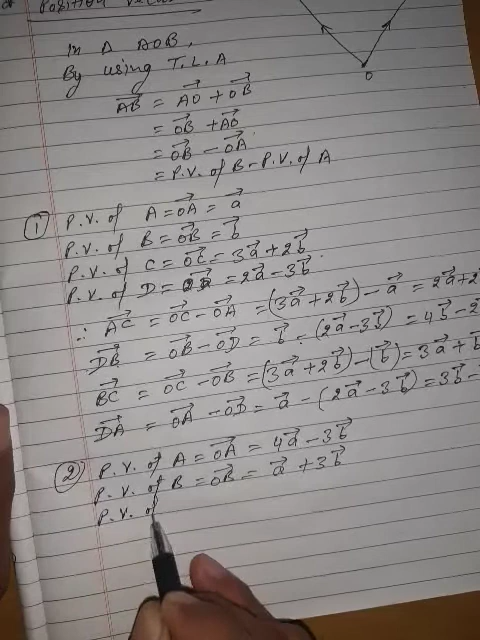 Position Vector
O
In Δ AOB,
By using T.L.A
AB⃗ = AO⃗ + OB⃗
= OB⃗ + AO⃗
= OB⃗ - OA⃗
= P.V. of B - P.V. of A
① P.V. of A = OA⃗ = a⃗
P.V. of B = OB⃗ = b⃗
P.V. of C = OC⃗ = 3a⃗ + 2b⃗
P.V. of D = = 2a⃗ - 3b⃗
∴ AC⃗ = OC⃗ - OA⃗ = (3a⃗ + 2b⃗) - a⃗ = 2a⃗ + 2
DB⃗ = OB⃗ - OD⃗ = b⃗ - (2a⃗ - 3b⃗) = 4b⃗ - 2
BC⃗ = OC⃗ - OB⃗ = (3a⃗ + 2b⃗) - (b⃗) = 3a⃗ + b⃗
DA⃗ = OA⃗ - OD⃗ = a⃗ - (2a⃗ - 3b⃗) = 3b⃗ -
② P.V. of A = OA⃗ = 4a⃗ - 3b⃗
P.V. of B = OB⃗ = a⃗ + 3b⃗
P.V. of